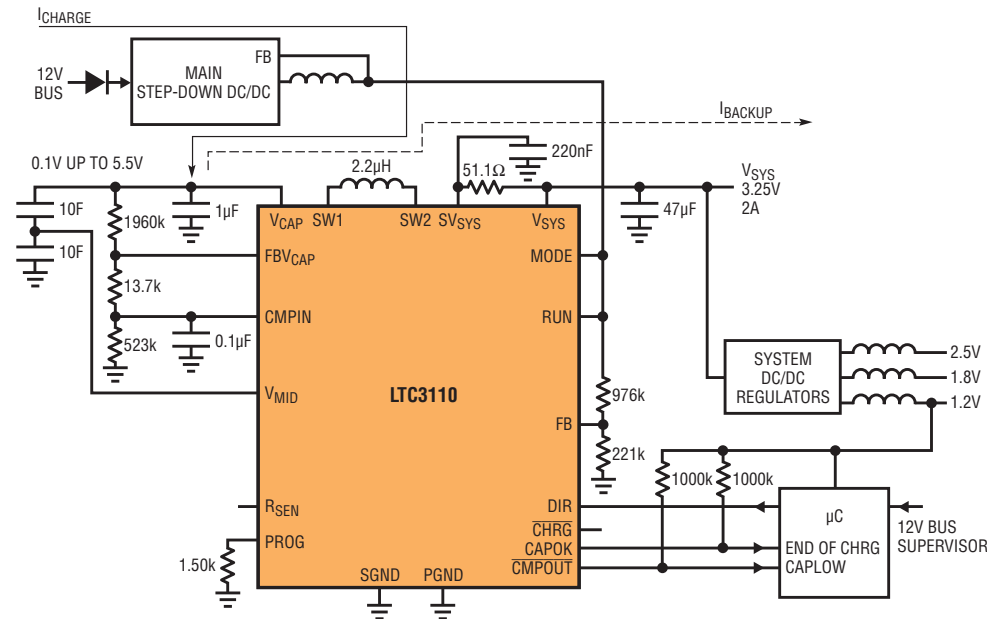 ICHARGE
FB
MAIN
STEP-DOWN DC/DC
12V
BUS
IBACKUP
0.1V UP TO 5.5V
2.2µH
51.1Ω
220nF
VSYS
3.25V
2A
10F
10F
1960k
1µF
47µF
13.7k
523k
0.1µF
VCAP
SW1
SW2
SVSYS
VSYS
FBVCAP
CMPIN
VMID
RSEN
PROG
SGND
PGND
LTC3110
MODE
RUN
FB
DIR
CHRG
CAPOK
CMPOUT
1.50k
976k
221k
SYSTEM
DC/DC
REGULATORS
2.5V
1.8V
1.2V
1000k
1000k
µC
END OF CHRG
CAPLOW
12V BUS
SUPERVISOR